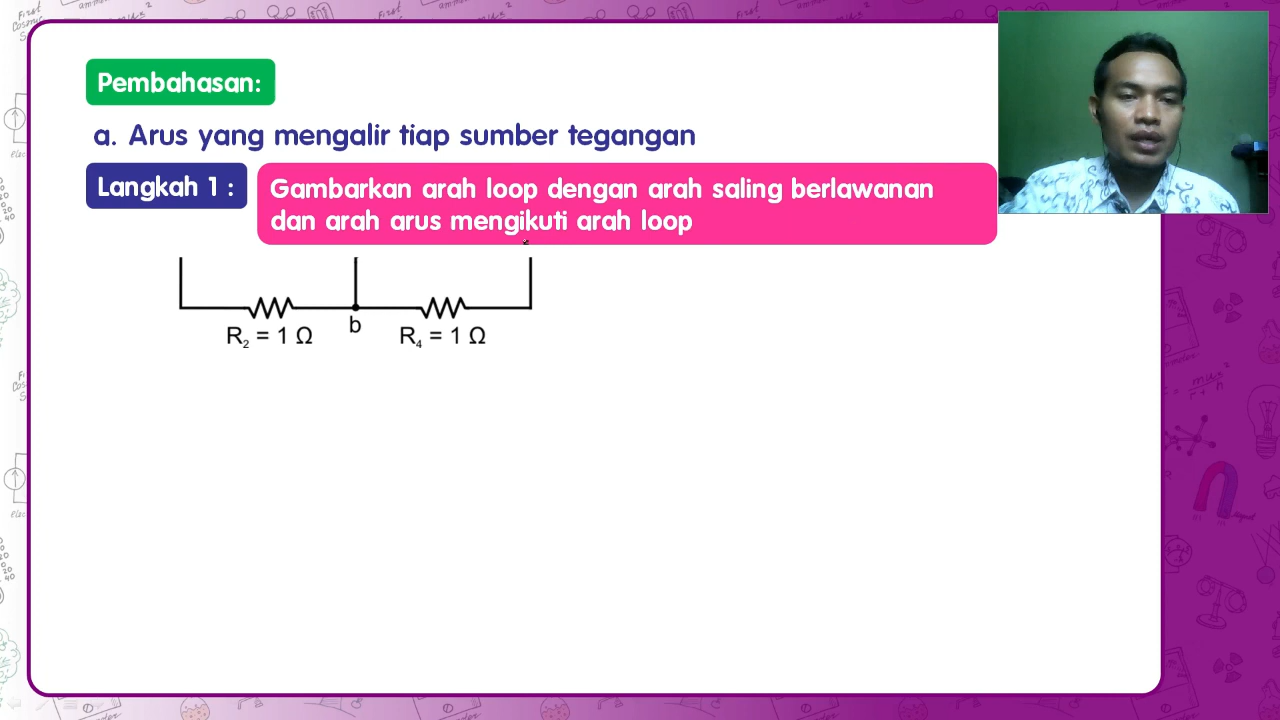 Pembahasan:
a. Arus yang mengalir tiap sumber tegangan
Langkah 1 :
Gambarkan arah loop dengan arah saling berlawanan
dan arah arus mengikuti arah loop
b
R₂ = 1 Ω
R₄ = 1 Ω